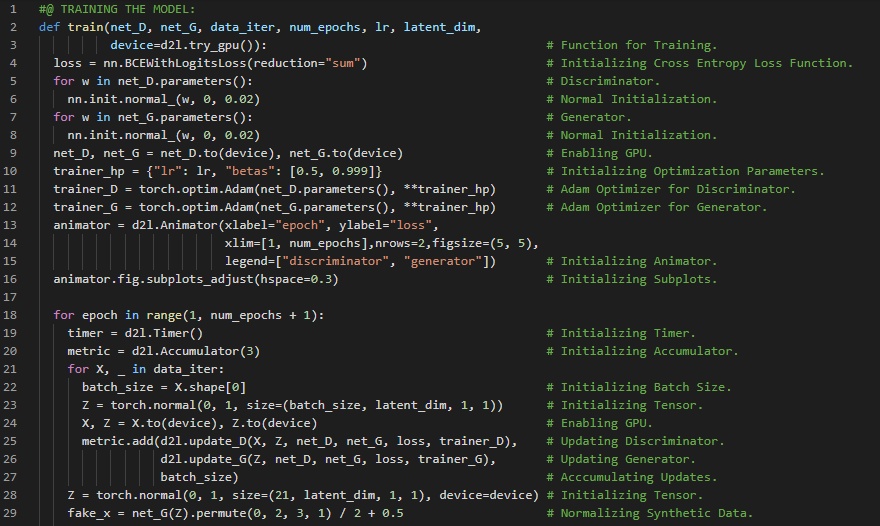 1 #@ TRAINING THE MODEL:
2 def train(net_D, net_G, data_iter, num_epochs, lr, latent_dim,
3 device=d2l.try_gpu()): # Function for Training.
4 loss = nn.BCEWithLogitsLoss(reduction="sum") # Initializing Cross Entropy Loss Function.
5 for w in net_D.parameters(): # Discriminator.
6 nn.init.normal_(w, 0, 0.02) # Normal Initialization.
7 for w in net_G.parameters(): # Generator.
8 nn.init.normal_(w, 0, 0.02) # Normal Initialization.
9 net_D, net_G = net_D.to(device), net_G.to(device) # Enabling GPU.
10 trainer_hp = {"lr": lr, "betas": [0.5, 0.999]} # Initializing Optimization Parameters.
11 trainer_D = torch.optim.Adam(net_D.parameters(), **trainer_hp) # Adam Optimizer for Discriminator.
12 trainer_G = torch.optim.Adam(net_G.parameters(), **trainer_hp) # Adam Optimizer for Generator.
13 animator = d2l.Animator(xlabel="epoch", ylabel="loss",
14 xlim=[1, num_epochs],nrows=2,figsize=(5, 5),
15 legend=["discriminator", "generator"]) # Initializing Animator.
16 animator.fig.subplots_adjust(hspace=0.3) # Initializing Subplots.
17
18 for epoch in range(1, num_epochs + 1):
19 timer = d2l.Timer() # Initializing Timer.
20 metric = d2l.Accumulator(3) # Initializing Accumulator.
21 for X, _ in data_iter:
22 batch_size = X.shape[0] # Initializing Batch Size.
23 Z = torch.normal(0, 1, size=(batch_size, latent_dim, 1, 1)) # Initializing Tensor.
24 X, Z = X.to(device), Z.to(device) # Enabling GPU.
25 metric.add(d2l.update_D(X, Z, net_D, net_G, loss, trainer_D), # Updating Discriminator.
26 d2l.update_G(Z, net_D, net_G, loss, trainer_G), # Updating Generator.
27 batch_size) # Acccumulating Updates.
28 Z = torch.normal(0, 1, size=(21, latent_dim, 1, 1), device=device) # Initializing Tensor.
29 fake_x = net_G(Z).permute(0, 2, 3, 1) / 2 + 0.5 # Normalizing Synthetic Data.